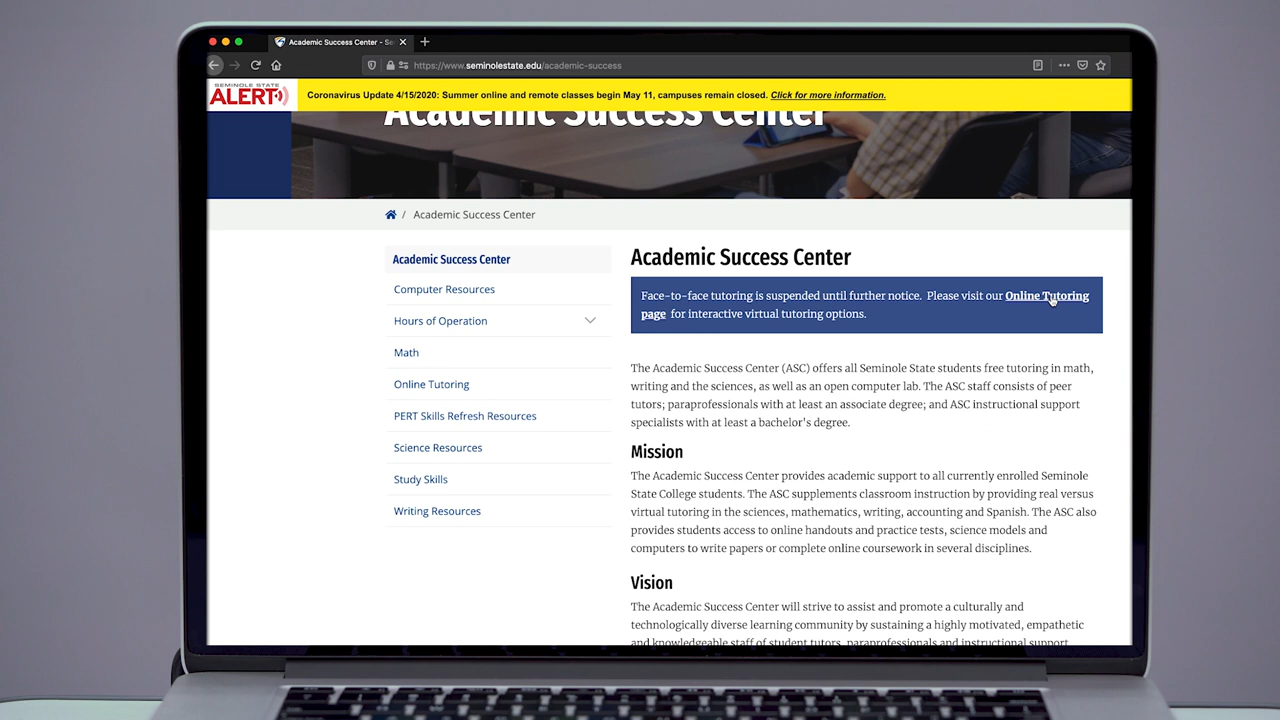 Academic Success Center - Se
https://www.seminolestate.edu/academic-success
SEMINOLE STATE
ALERT
Coronavirus Update 4/15/2020: Summer online and remote classes begin May 11, campuses remain closed. Click for more information.
Academic Success Center
/ Academic Success Center
Academic Success Center
Computer Resources
Hours of Operation
Math
Online Tutoring
PERT Skills Refresh Resources
Science Resources
Study Skills
Writing Resources
Academic Success Center
Face-to-face tutoring is suspended until further notice. Please visit our Online Tutoring
page for interactive virtual tutoring options.
The Academic Success Center (ASC) offers all Seminole State students free tutoring in math,
writing and the sciences, as well as an open computer lab. The ASC staff consists of peer
tutors; paraprofessionals with at least an associate degree; and ASC instructional support
specialists with at least a bachelor's degree.
Mission
The Academic Success Center provides academic support to all currently enrolled Seminole
State College students. The ASC supplements classroom instruction by providing real versus
virtual tutoring in the sciences, mathematics, writing, accounting and Spanish. The ASC also
provides students access to online handouts and practice tests, science models and
computers to write papers or complete online coursework in several disciplines.
Vision
The Academic Success Center will strive to assist and promote a culturally and
technologically diverse learning community by sustaining a highly motivated, empathetic
and knowledgeable staff of student tutors, paraprofessionals and instructional support